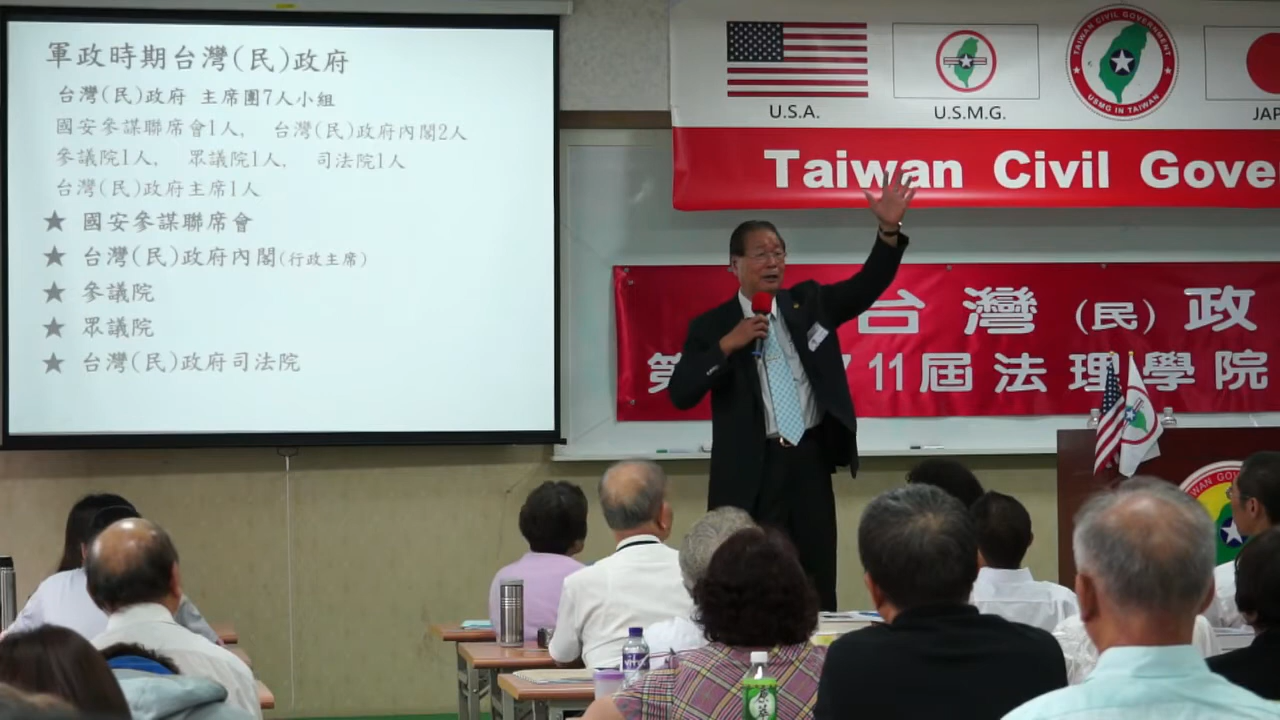 軍政時期台灣(民)政府
台灣(民)政府 主席團7人小組
國安參謀聯席會1人, 台灣(民)政府內閣2人
參議院1人, 眾議院1人, 司法院1人
台灣(民)政府主席1人
★ 國安參謀聯席會
★ 台灣(民)政府內閣(行政主席)
★ 參議院
★ 眾議院
★ 台灣(民)政府司法院
U.S.A.
U.S.M.G.
TAIWAN CIVIL GOVERNMENT
USMG IN TAIWAN
JAP
Taiwan Civil Gove
台灣(民)政
第 711屆法理學院